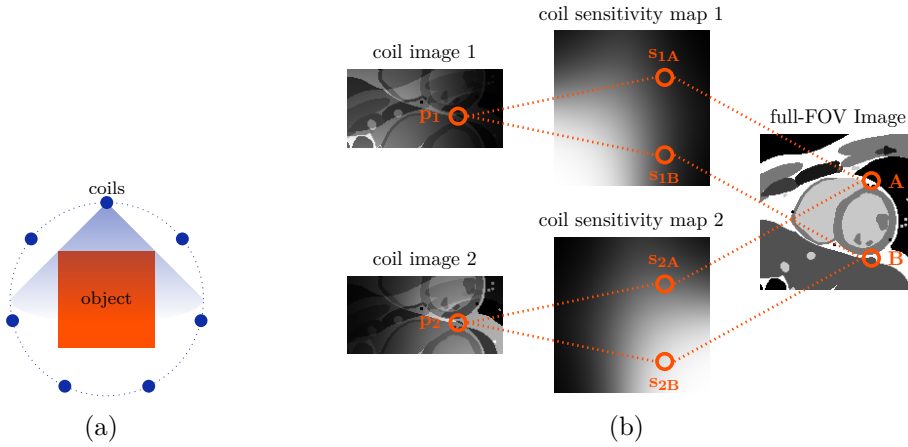 coils
object
(a)
coil image 1
p1
coil sensitivity map 1
s1A
s1B
full-FOV Image
A
B
coil image 2
p2
coil sensitivity map 2
s2A
s2B
(b)